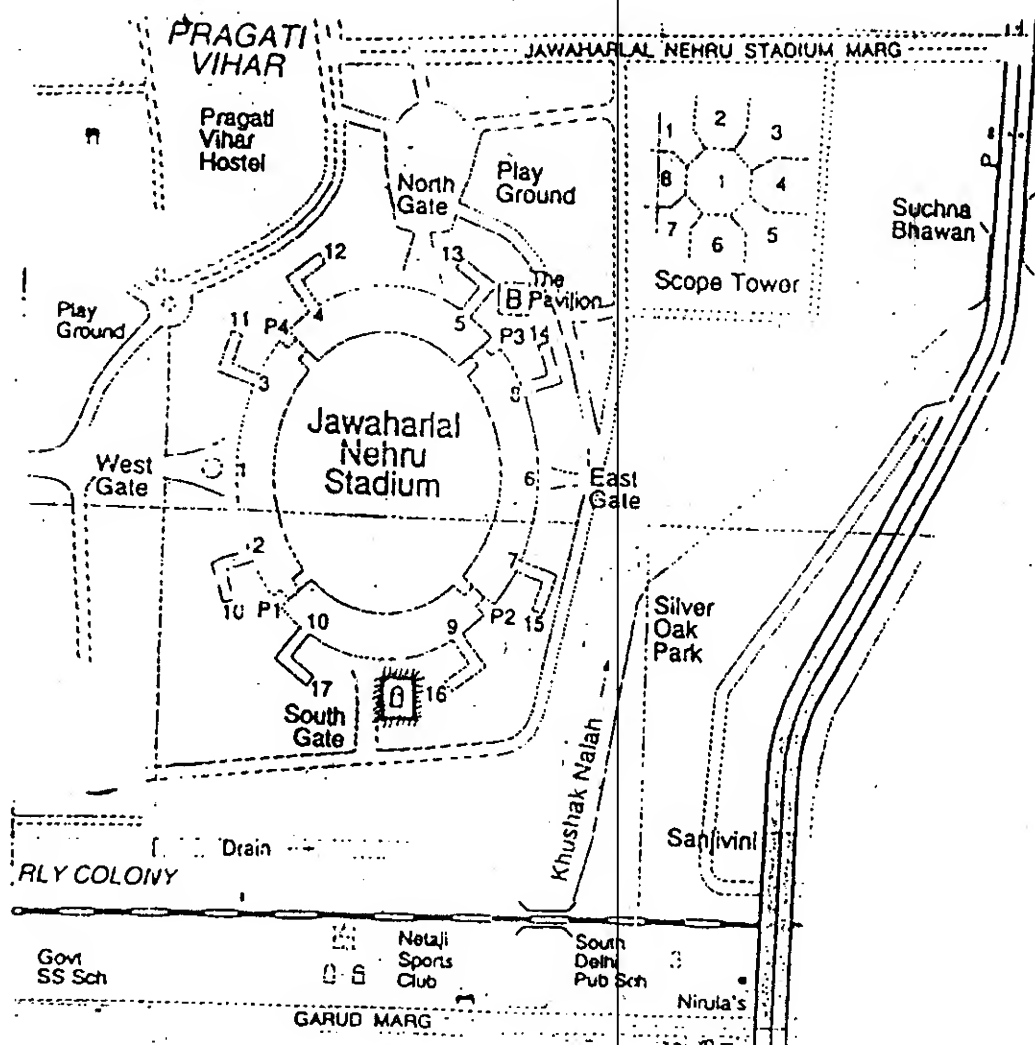 PRAGATI
VIHAR
JAWAHARLAL NEHRU STADIUM MARG
Pragati
Vihar
Hostel
North
Gate
Play
Ground
1
2
3
8
1
4
7
6
5
Scope Tower
P
Suchna
Bhawan
12
13
The
Pavilion
B
Play
Ground
11
P4
4
5
P3
14
3
8
Jawaharlal
Nehru
Stadium
West
Gate
1
6
East
Gate
2
7
10
P1
10
9
P2
15
Silver
Oak
Park
17
16
South
Gate
Khushak Nalah
Drain
Sanjivini
RLY COLONY
Govt
SS Sch
Netaji
Sports
Club
South
Delhi
Pub Sch
Nirula's
GARUD MARG